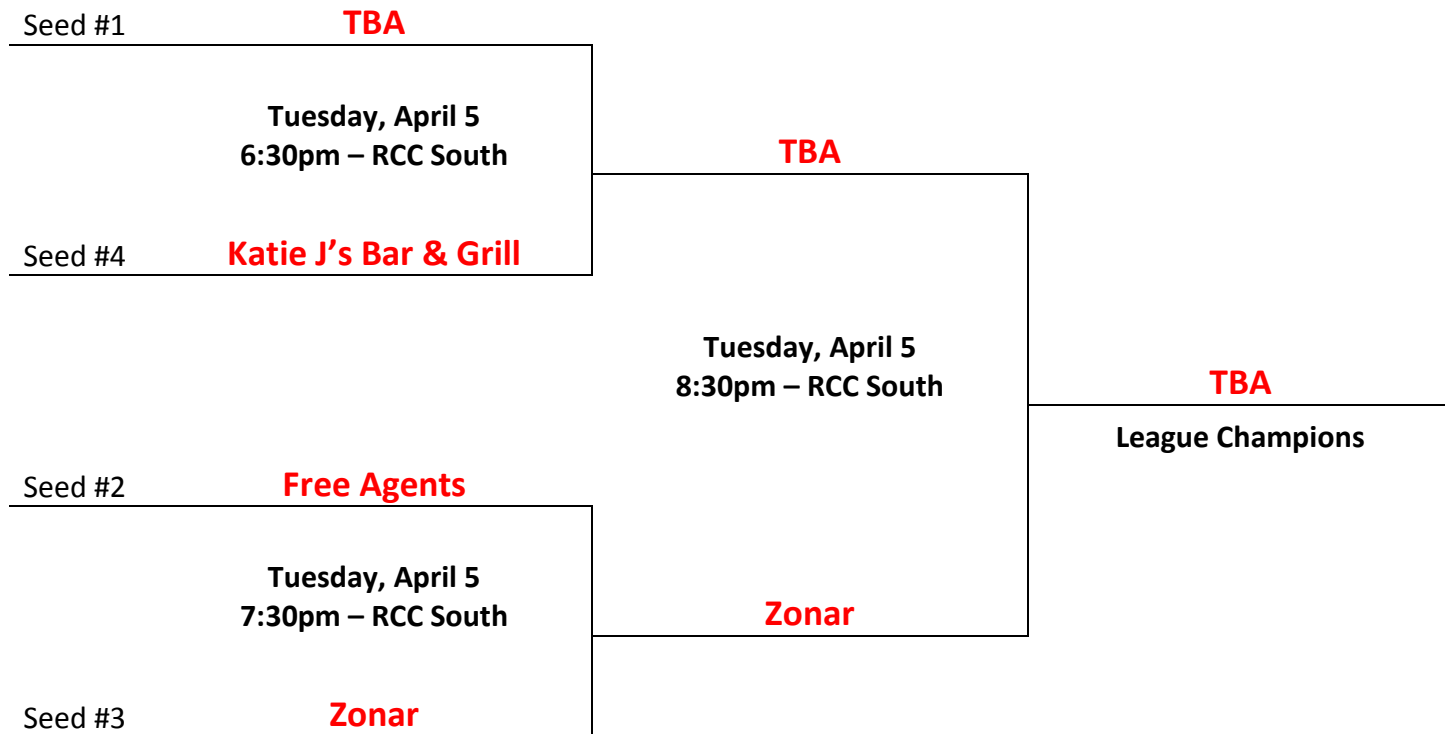 Seed #1 TBA
Tuesday, April 5
6:30pm – RCC South
TBA
Seed #4 Katie J’s Bar & Grill
Tuesday, April 5
8:30pm – RCC South
TBA
League Champions
Seed #2 Free Agents
Tuesday, April 5
7:30pm – RCC South
Zonar
Seed #3 Zonar